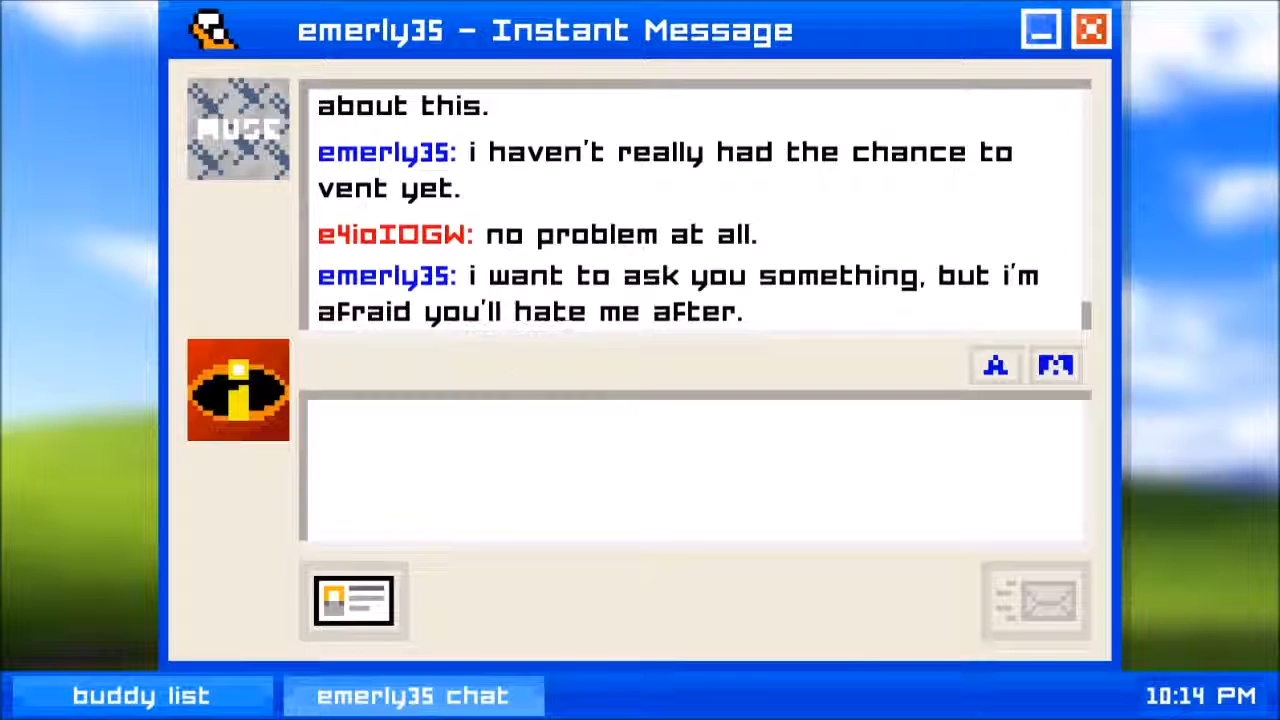 emerly35 - Instant Message
MUSE
about this.
emerly35: i haven't really had the chance to
vent yet.
e4ioIOGW: no problem at all.
emerly35: i want to ask you something, but i'm
afraid you'll hate me after.
i
A
buddy list
emerly35 chat
10:14 PM